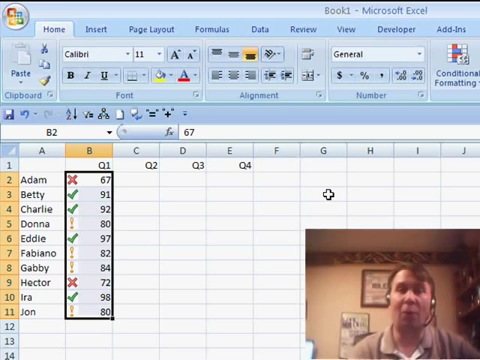 Book1 - Microsoft Excel
Home Insert Page Layout Formulas Data Review View Developer Add-Ins
Calibri 11 General
Paste B I U $ % , Conditional Formatting
Clipboard Font Alignment Number
B2 fx 67
A B C D E F G H I J
1 Q1 Q2 Q3 Q4
2 Adam 67
3 Betty 91
4 Charlie 92
5 Donna 80
6 Eddie 97
7 Fabiano 82
8 Gabby 84
9 Hector 72
10 Ira 98
11 Jon 80
12
13
14